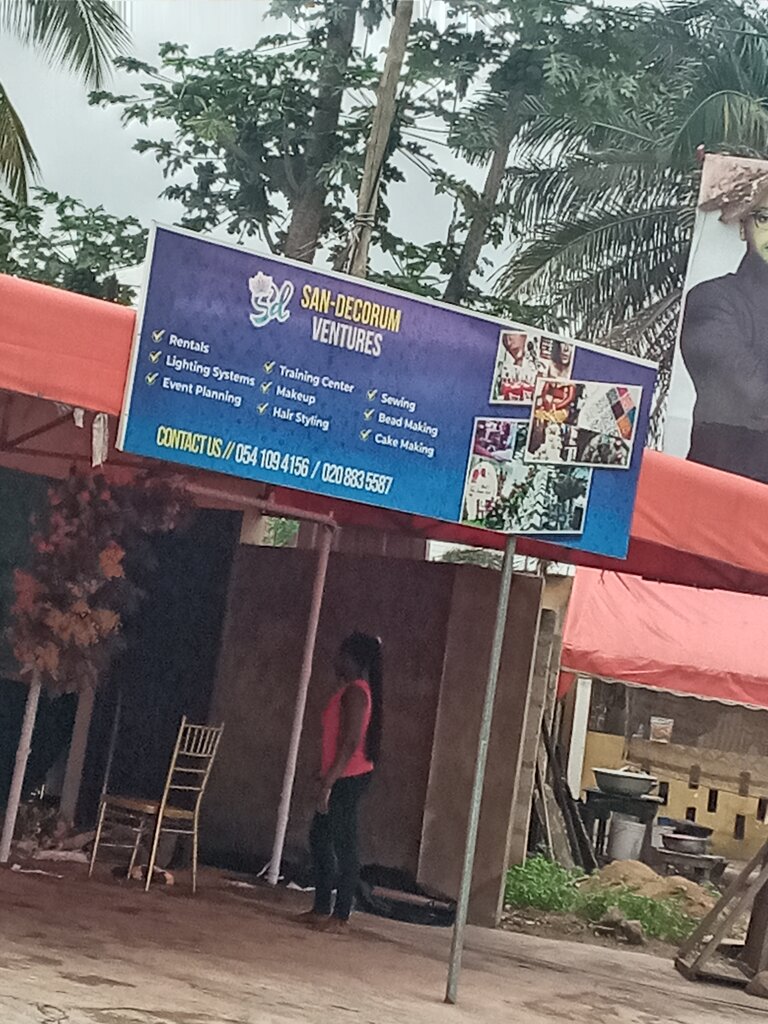 Sd
SAN-DECORUM
VENTURES
Rentals
Lighting Systems
Event Planning
Training Center
Makeup
Hair Styling
Sewing
Bead Making
Cake Making
CONTACT US // 054 109 4156 / 020 883 5587